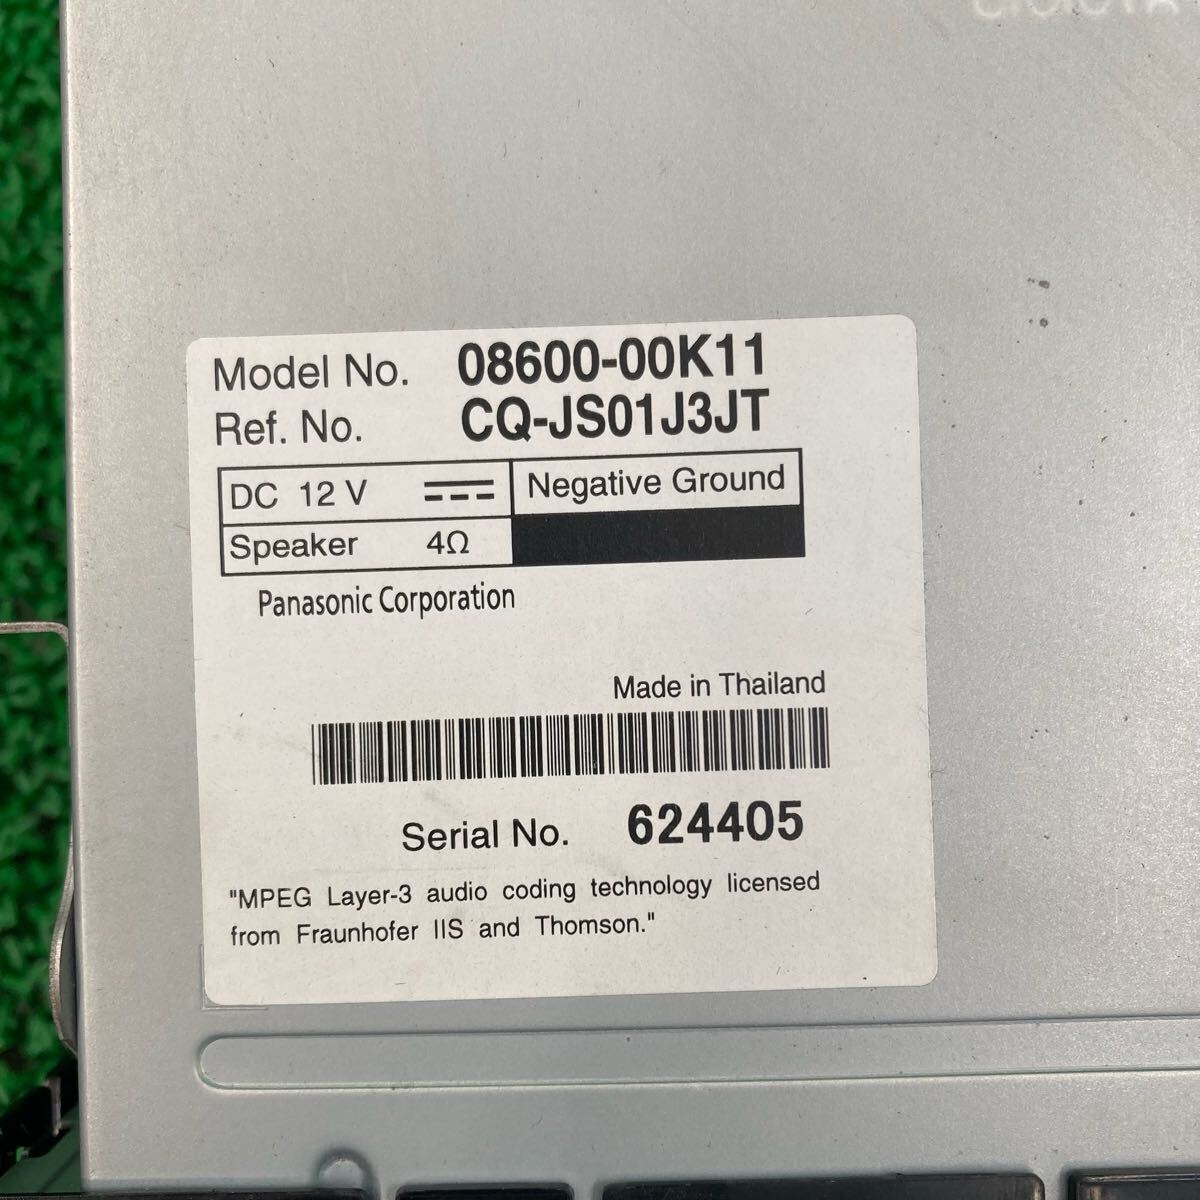 Model No. 08600-00K11
Ref. No. CQ-JS01J3JT
DC 12 V Negative Ground
Speaker 4Ω
Panasonic Corporation
Made in Thailand
Serial No. 624405
"MPEG Layer-3 audio coding technology licensed
from Fraunhofer IIS and Thomson."